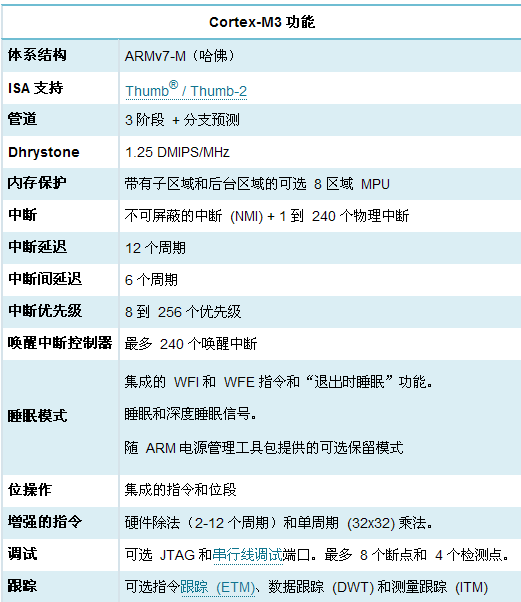 Cortex-M3 功能
体系结构 ARMv7-M（哈佛）
ISA 支持 Thumb® / Thumb-2
管道 3 阶段 + 分支预测
Dhrystone 1.25 DMIPS/MHz
内存保护 带有子区域和后台区域的可选 8 区域 MPU
中断 不可屏蔽的中断 (NMI) + 1 到 240 个物理中断
中断延迟 12 个周期
中断间延迟 6 个周期
中断优先级 8 到 256 个优先级
唤醒中断控制器 最多 240 个唤醒中断
睡眠模式 集成的 WFI 和 WFE 指令和“退出时睡眠”功能。
睡眠和深度睡眠信号。
随 ARM 电源管理工具包提供的可选保留模式
位操作 集成的指令和位段
增强的指令 硬件除法（2-12 个周期）和单周期 (32x32) 乘法。
调试 可选 JTAG 和串行线调试端口。最多 8 个断点和 4 个检测点。
跟踪 可选指令跟踪 (ETM)、数据跟踪 (DWT) 和测量跟踪 (ITM)